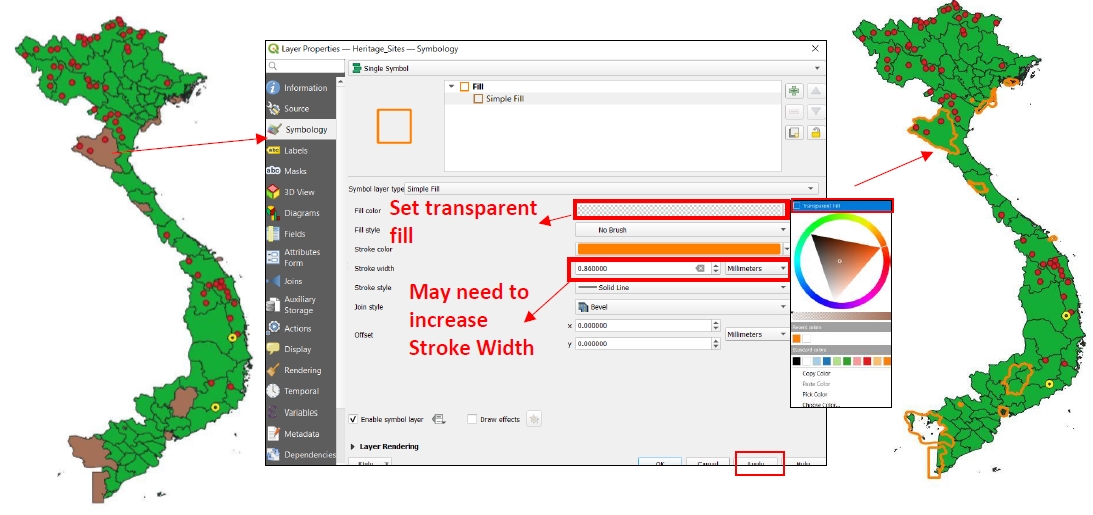 Layer Properties — Heritage_Sites — Symbology
Single Symbol
Information
Source
Symbology
Labels
Masks
3D View
Diagrams
Fields
Attributes
Form
Joins
Auxiliary
Storage
Actions
Display
Rendering
Temporal
Variables
Metadata
Dependencies
Fill
Simple Fill
Symbol layer type Simple Fill
Fill color
Set transparent
fill
Fill style
No Brush
Stroke color
Stroke width
0.860000
Millimeters
Stroke style
Solid Line
May need to
increase
Stroke Width
Join style
Bevel
Offset
x 0.000000
Millimeters
y 0.000000
Enable symbol layer
Draw effects
Layer Rendering
Style
OK
Cancel
Apply
Help
Transparent Fill
Recent colors
Standard colors
Copy Color
Paste Color
Pick Color
Choose Color...